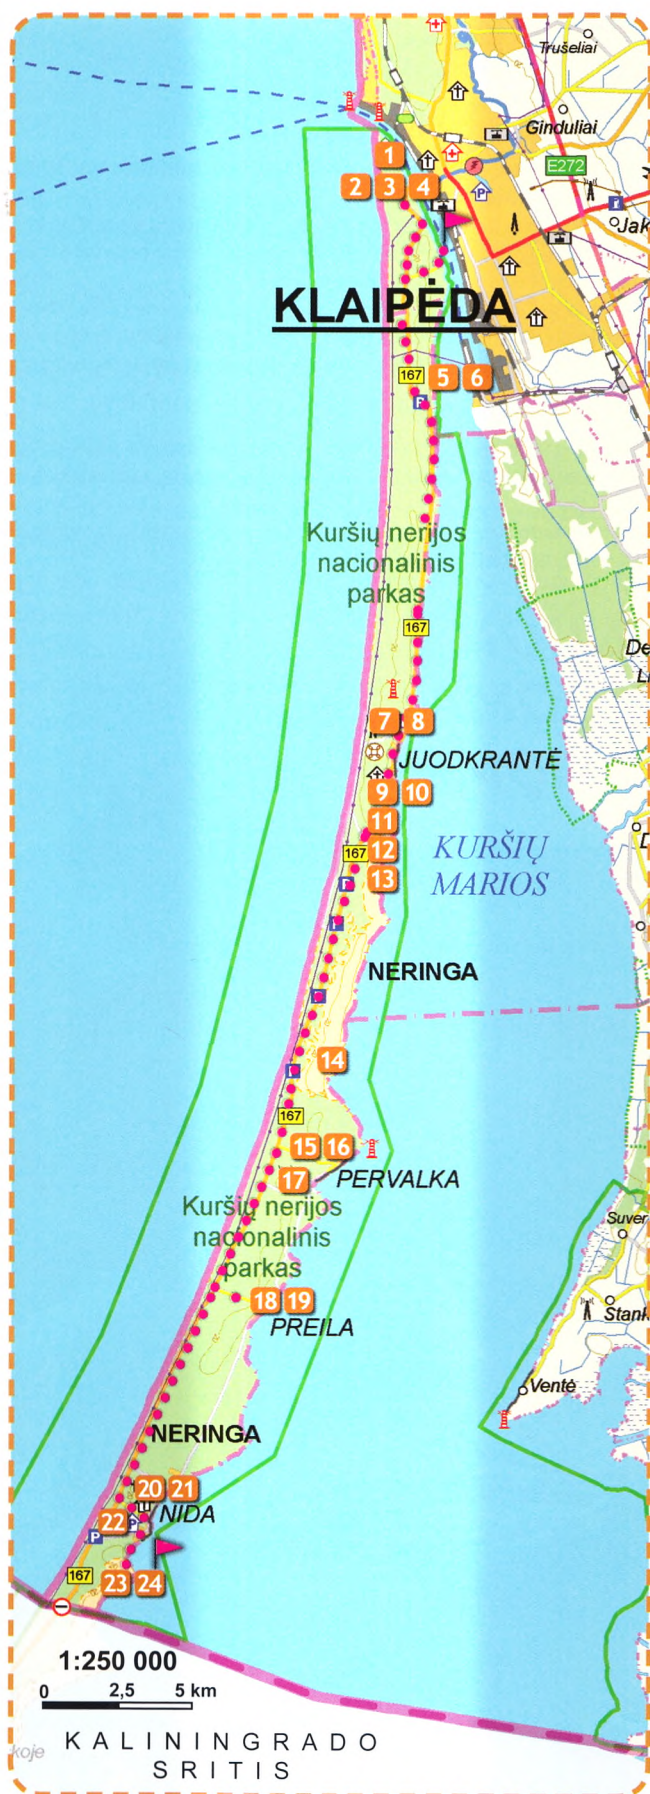 Trušeliai
Ginduliai
E272
1
2 3 4
Jak
KLAIPĖDA
167 5 6
Kuršių nerijos
nacionalinis
parkas
167
7 8
JUODKRANTĖ
9 10
11
167 12
13
KURŠIŲ
MARIOS
NERINGA
14
167
15 16
17 PERVALKA
Kuršių nerijos
nacionalinis
parkas
Suver
18 19
PREILA
Stank
Ventė
NERINGA
20 21
NIDA
22
167
23 24
1:250 000
0 2,5 5 km
koje
KALININGRADO
SRITIS